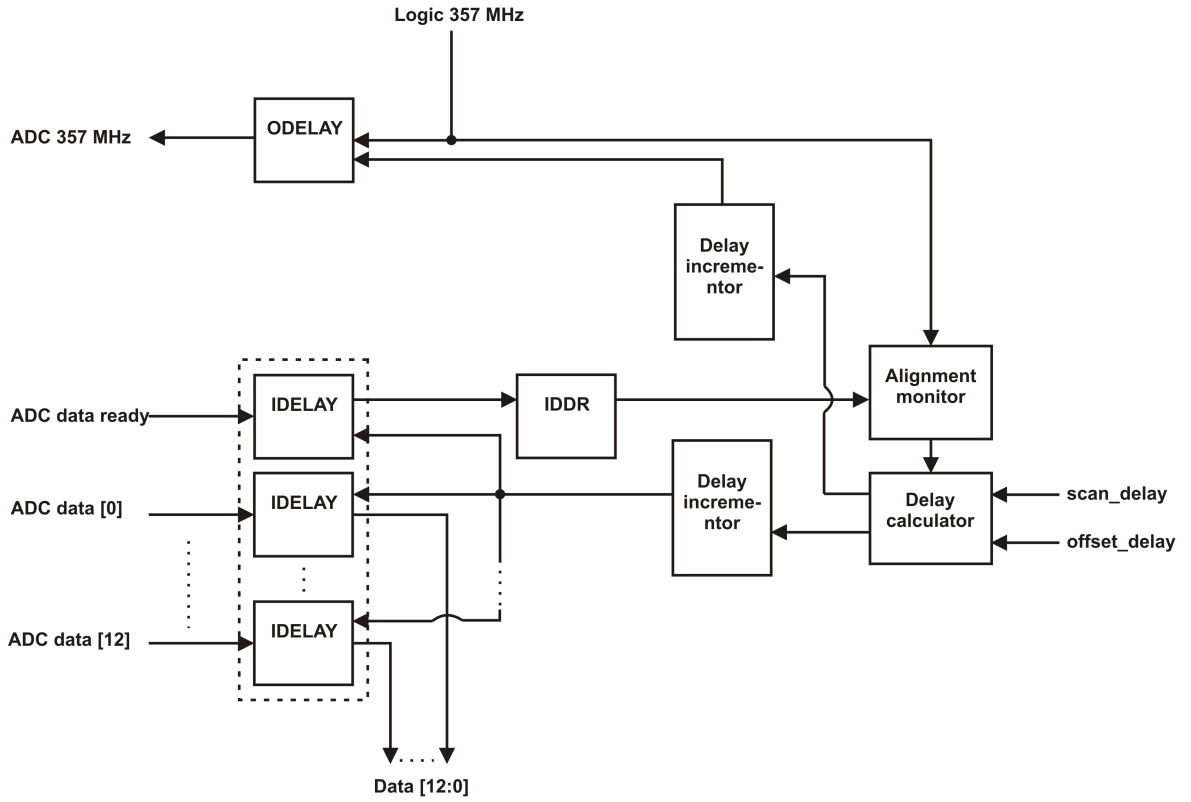 Logic 357 MHz
ADC 357 MHz
ODELAY
Delay
increme-
ntor
Alignment
monitor
ADC data ready
IDELAY
IDDR
ADC data [0]
IDELAY
Delay
increme-
ntor
Delay
calculator
scan_delay
offset_delay
ADC data [12]
IDELAY
Data [12:0]